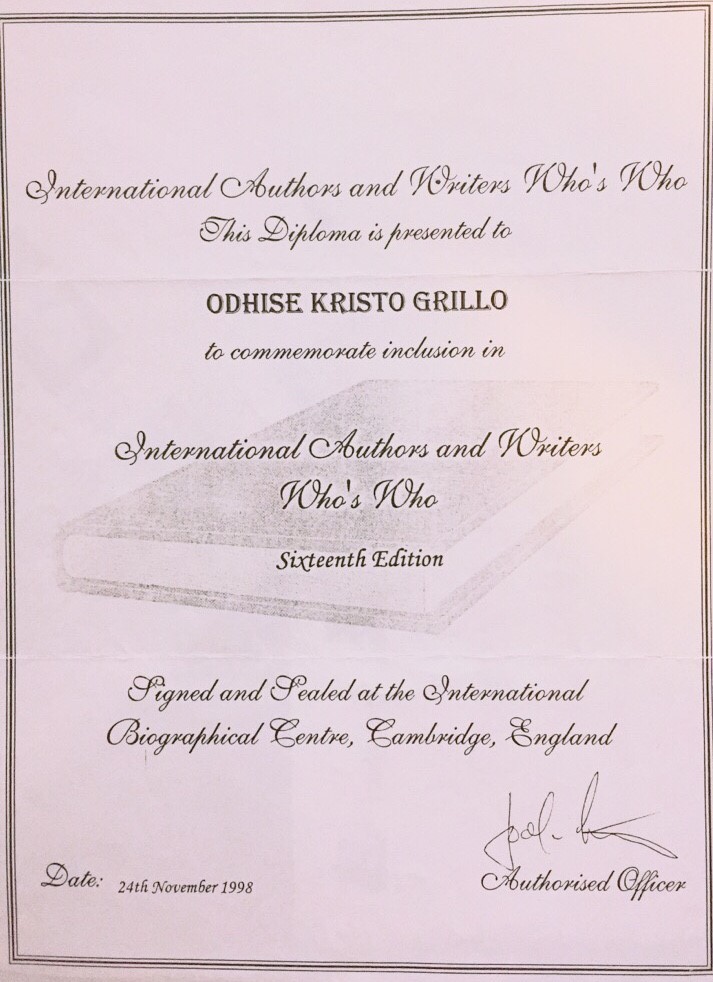 International Authors and Writers Who's Who
This Diploma is presented to
ODHISE KRISTO GRILLO
to commemorate inclusion in
International Authors and Writers
Who's Who
Sixteenth Edition
Signed and Sealed at the International
Biographical Centre, Cambridge, England
Date: 24th November 1998
Authorised Officer